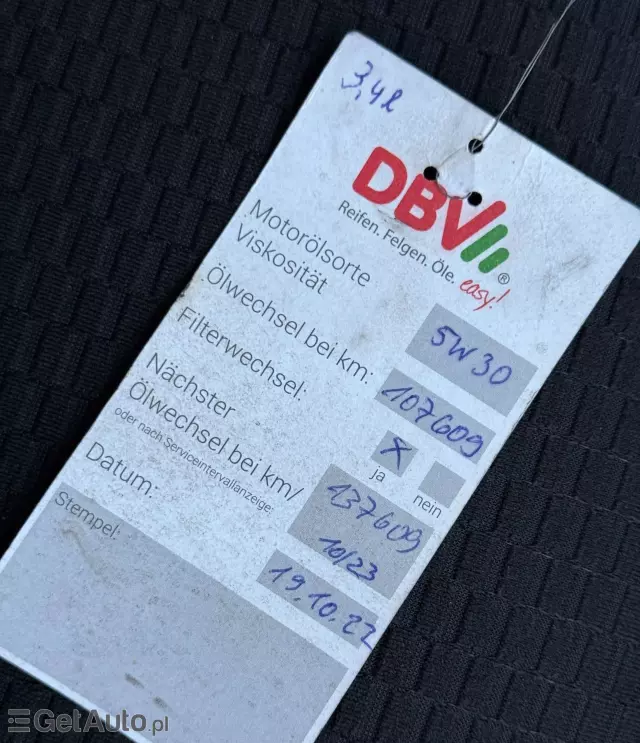 3,4l
DBV®
Reifen. Felgen. Öle. easy!
Motorölsorte
Viskosität
5W30
Ölwechsel bei km:
107609
Filterwechsel:
x
ja
nein
Nächster
Ölwechsel bei km/
oder nach Serviceintervallanzeige:
137609
10/23
Datum:
19.10.22
Stempel:
GetAuto.pl